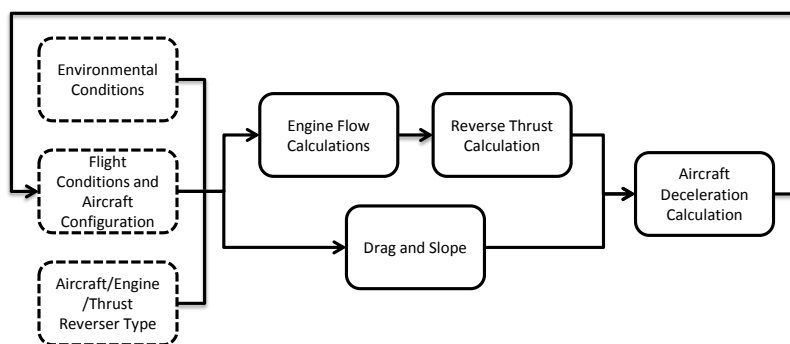 Environmental
Conditions
Flight
Conditions and
Aircraft
Configuration
Aircraft/Engine
/Thrust
Reverser Type
Engine Flow
Calculations
Reverse Thrust
Calculation
Drag and Slope
Aircraft
Deceleration
Calculation